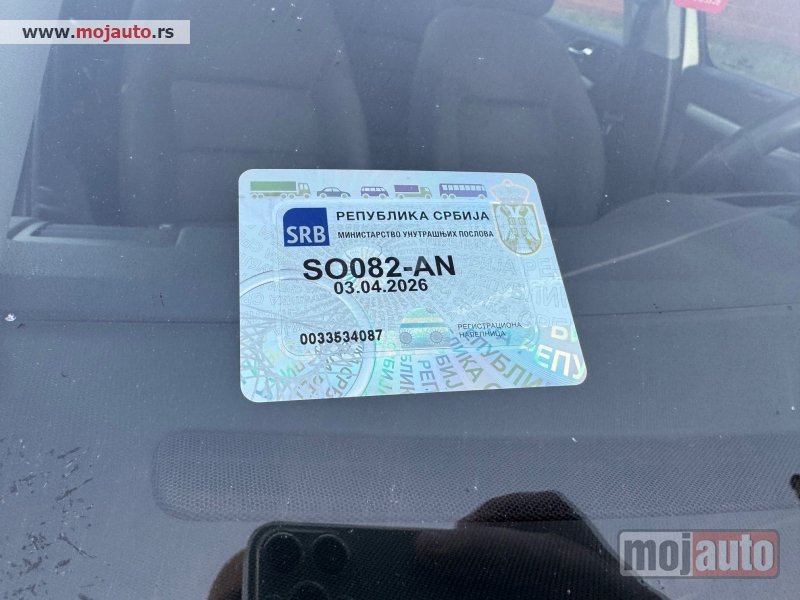 www.mojauto.rs
SRB
РЕПУБЛИКА СРБИЈА
МИНИСТАРСТВО УНУТРАШЊИХ ПОСЛОВА
SO082-AN
03.04.2026
0033534087
РЕГИСТРАЦИОНА
НАЛЕПНИЦА
mojauto